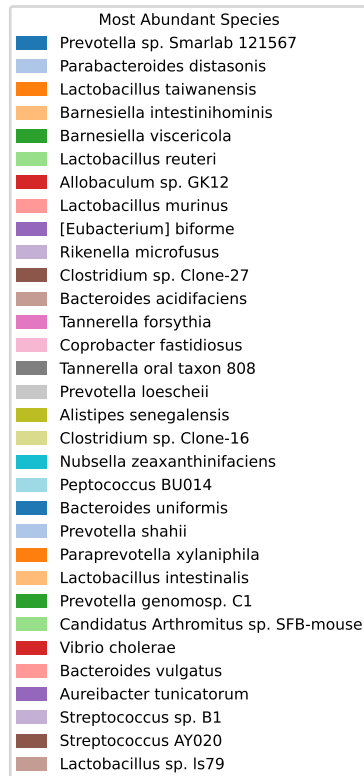 Most Abundant Species
Prevotella sp. Smarlab 121567
Parabacteroides distasonis
Lactobacillus taiwanensis
Barnesiella intestinihominis
Barnesiella viscericola
Lactobacillus reuteri
Allobaculum sp. GK12
Lactobacillus murinus
[Eubacterium] biforme
Rikenella microfusus
Clostridium sp. Clone-27
Bacteroides acidifaciens
Tannerella forsythia
Coprobacter fastidiosus
Tannerella oral taxon 808
Prevotella loescheii
Alistipes senegalensis
Clostridium sp. Clone-16
Nubsella zeaxanthinifaciens
Peptococcus BU014
Bacteroides uniformis
Prevotella shahii
Paraprevotella xylaniphila
Lactobacillus intestinalis
Prevotella genomosp. C1
Candidatus Arthromitus sp. SFB-mouse
Vibrio cholerae
Bacteroides vulgatus
Aureibacter tunicatorum
Streptococcus sp. B1
Streptococcus AY020
Lactobacillus sp. ls79